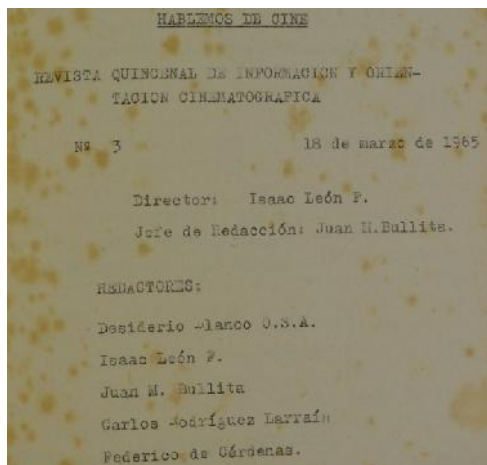 HABLEMOS DE CINE
REVISTA QUINCENAL DE INFORMACION Y ORIEN-
TACION CINEMATOGRAFICA
Nº 3 18 de marzo de 1965
Director: Isaac León F.
Jefe de Redacción: Juan M.Bullita.
REDACTORES:
Desiderio Blanco O.S.A.
Isaac León F.
Juan M. Bullita
Carlos Rodríguez Larraín
Federico de Cárdenas.